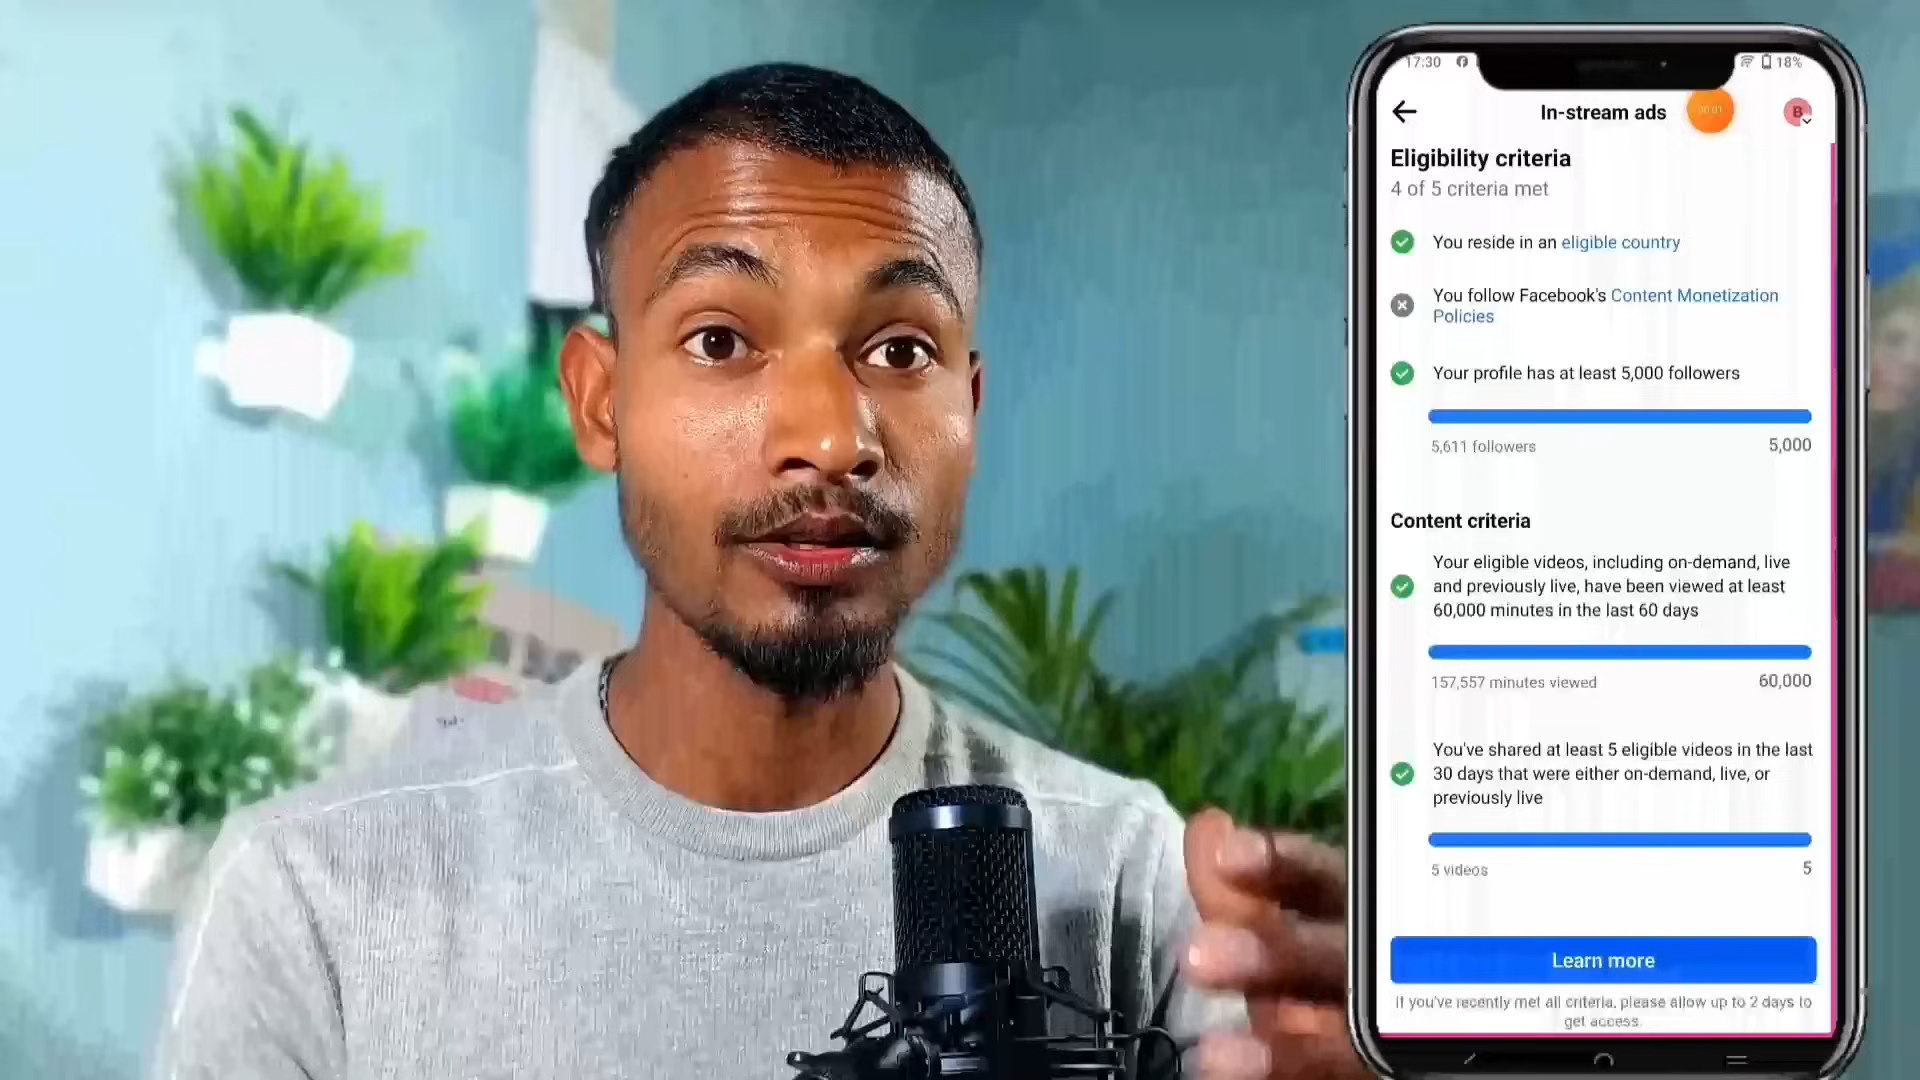 17:30
18%
In-stream ads
00:01
B
Eligibility criteria
4 of 5 criteria met
You reside in an eligible country
You follow Facebook's Content Monetization
Policies
Your profile has at least 5,000 followers
5,611 followers
5,000
Content criteria
Your eligible videos, including on-demand, live
and previously live, have been viewed at least
60,000 minutes in the last 60 days
157,557 minutes viewed
60,000
You've shared at least 5 eligible videos in the last
30 days that were either on-demand, live, or
previously live
5 videos
5
Learn more
If you've recently met all criteria, please allow up to 2 days to
get access.